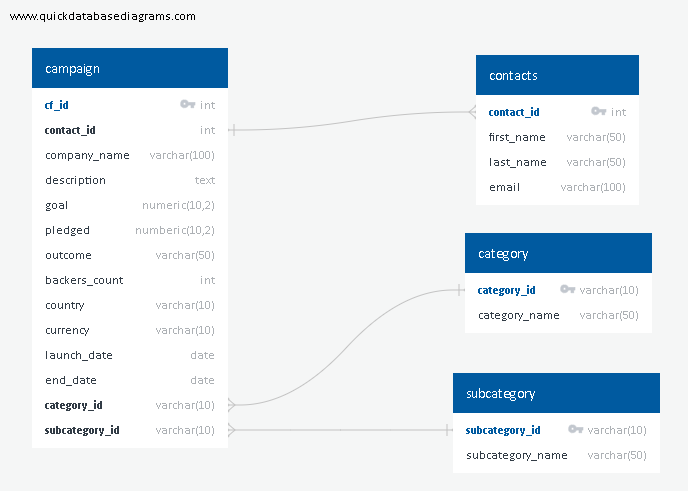 www.quickdatabasediagrams.com
campaign
cf_id int
contact_id int
company_name varchar(100)
description text
goal numeric(10,2)
pledged numberic(10,2)
outcome varchar(50)
backers_count int
country varchar(10)
currency varchar(10)
launch_date date
end_date date
category_id varchar(10)
subcategory_id varchar(10)
contacts
contact_id int
first_name varchar(50)
last_name varchar(50)
email varchar(100)
category
category_id varchar(10)
category_name varchar(50)
subcategory
subcategory_id varchar(10)
subcategory_name varchar(50)